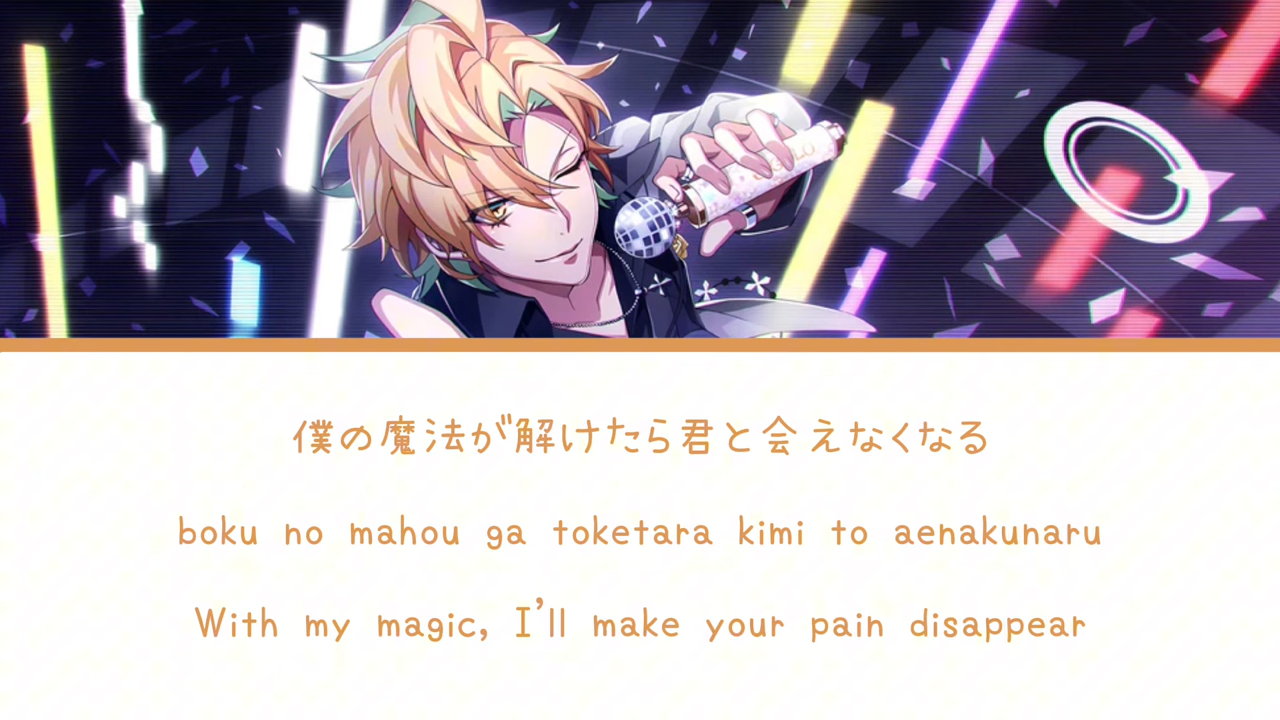 僕の魔法が解けたら君と会えなくなる
boku no mahou ga toketara kimi to aenakunaru
With my magic, I'll make your pain disappear